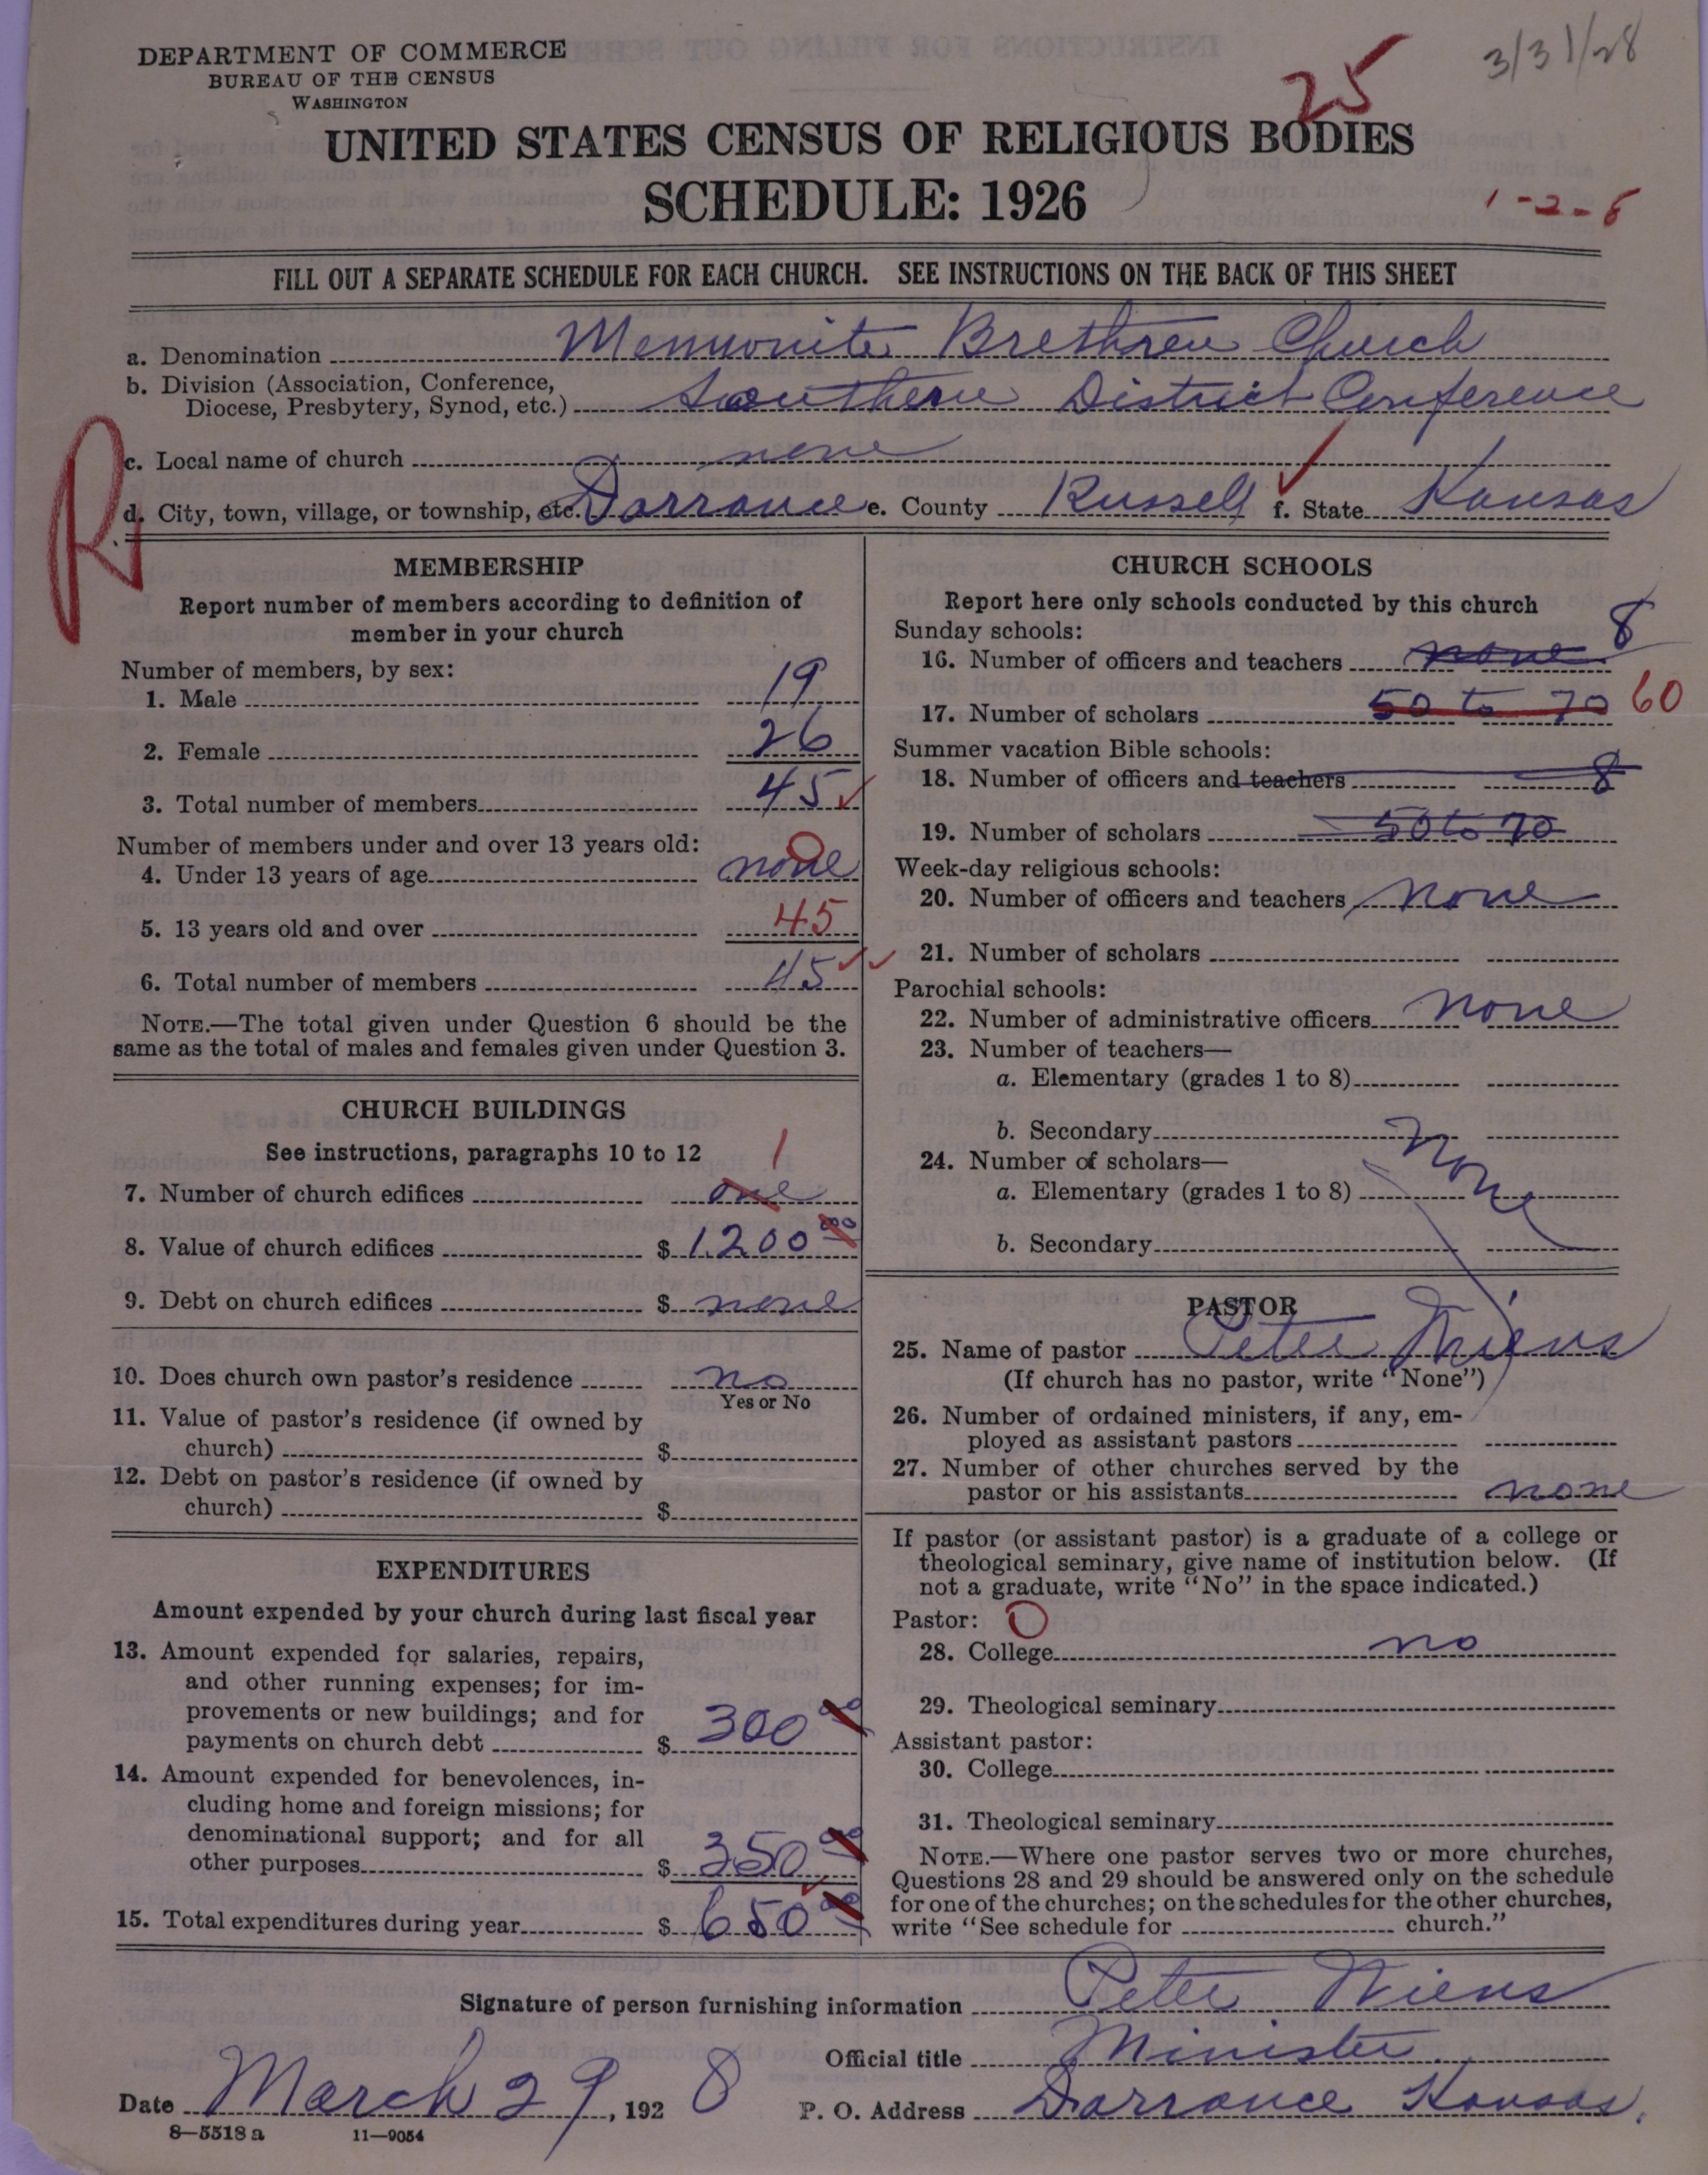 DEPARTMENT OF COMMERCE
BUREAU OF THE CENSUS
WASHINGTON
25
3/31/28
UNITED STATES CENSUS OF RELIGIOUS BODIES
SCHEDULE: 1926
1-2-6
FILL OUT A SEPARATE SCHEDULE FOR EACH CHURCH. SEE INSTRUCTIONS ON THE BACK OF THIS SHEET
a. Denomination Mennonite Brethren Church
b. Division (Association, Conference,
Diocese, Presbytery, Synod, etc.) Southern District Conference
R
c. Local name of church none
d. City, town, village, or township, etc. Dorrance e. County Russell f. State Kansas
MEMBERSHIP
Report number of members according to definition of
member in your church
Number of members, by sex:
1. Male 19
2. Female 26
3. Total number of members 45
Number of members under and over 13 years old:
4. Under 13 years of age none 0
5. 13 years old and over 45
6. Total number of members 45
NOTE.—The total given under Question 6 should be the
same as the total of males and females given under Question 3.
CHURCH BUILDINGS
See instructions, paragraphs 10 to 12 1
7. Number of church edifices one
8. Value of church edifices $ 1200 00
9. Debt on church edifices $ none
10. Does church own pastor's residence no
Yes or No
11. Value of pastor's residence (if owned by
church) $
12. Debt on pastor's residence (if owned by
church) $
EXPENDITURES
Amount expended by your church during last fiscal year
13. Amount expended for salaries, repairs,
and other running expenses; for im-
provements or new buildings; and for
payments on church debt $ 300 00
14. Amount expended for benevolences, in-
cluding home and foreign missions; for
denominational support; and for all
other purposes $ 350 00
15. Total expenditures during year $ 650 00
CHURCH SCHOOLS
Report here only schools conducted by this church
Sunday schools:
16. Number of officers and teachers none 8
17. Number of scholars 50 to 70 60
Summer vacation Bible schools:
18. Number of officers and teachers 8
19. Number of scholars 50 to 70
Week-day religious schools:
20. Number of officers and teachers none
21. Number of scholars
Parochial schools:
22. Number of administrative officers none
23. Number of teachers—
a. Elementary (grades 1 to 8)
b. Secondary
24. Number of scholars—
a. Elementary (grades 1 to 8) none
b. Secondary
PASTOR
25. Name of pastor Peter Wiens
(If church has no pastor, write "None")
26. Number of ordained ministers, if any, em-
ployed as assistant pastors
27. Number of other churches served by the
pastor or his assistants none
If pastor (or assistant pastor) is a graduate of a college or
theological seminary, give name of institution below. (If
not a graduate, write "No" in the space indicated.)
Pastor: 0
28. College no
29. Theological seminary
Assistant pastor:
30. College
31. Theological seminary
NOTE.—Where one pastor serves two or more churches,
Questions 28 and 29 should be answered only on the schedule
for one of the churches; on the schedules for the other churches,
write "See schedule for church."
Signature of person furnishing information Peter Wiens
Official title Minister
Date March 29, 1928 P. O. Address Dorrance Kansas.
8—5518 a 11—9054